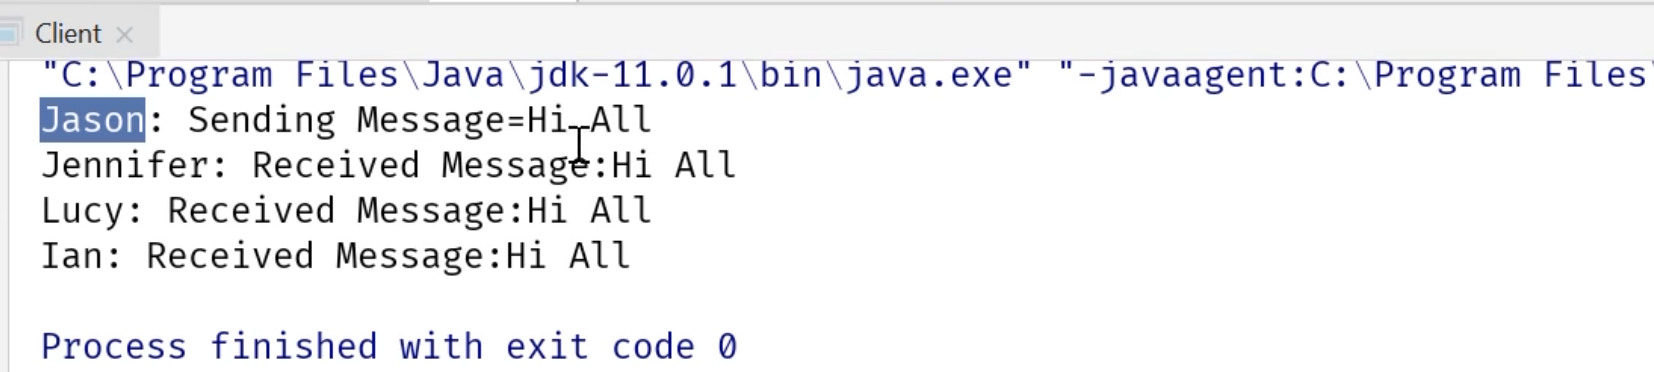 Client
"C:\Program Files\Java\jdk-11.0.1\bin\java.exe" "-javaagent:C:\Program Files\
Jason: Sending Message=Hi All
Jennifer: Received Message:Hi All
Lucy: Received Message:Hi All
Ian: Received Message:Hi All
Process finished with exit code 0